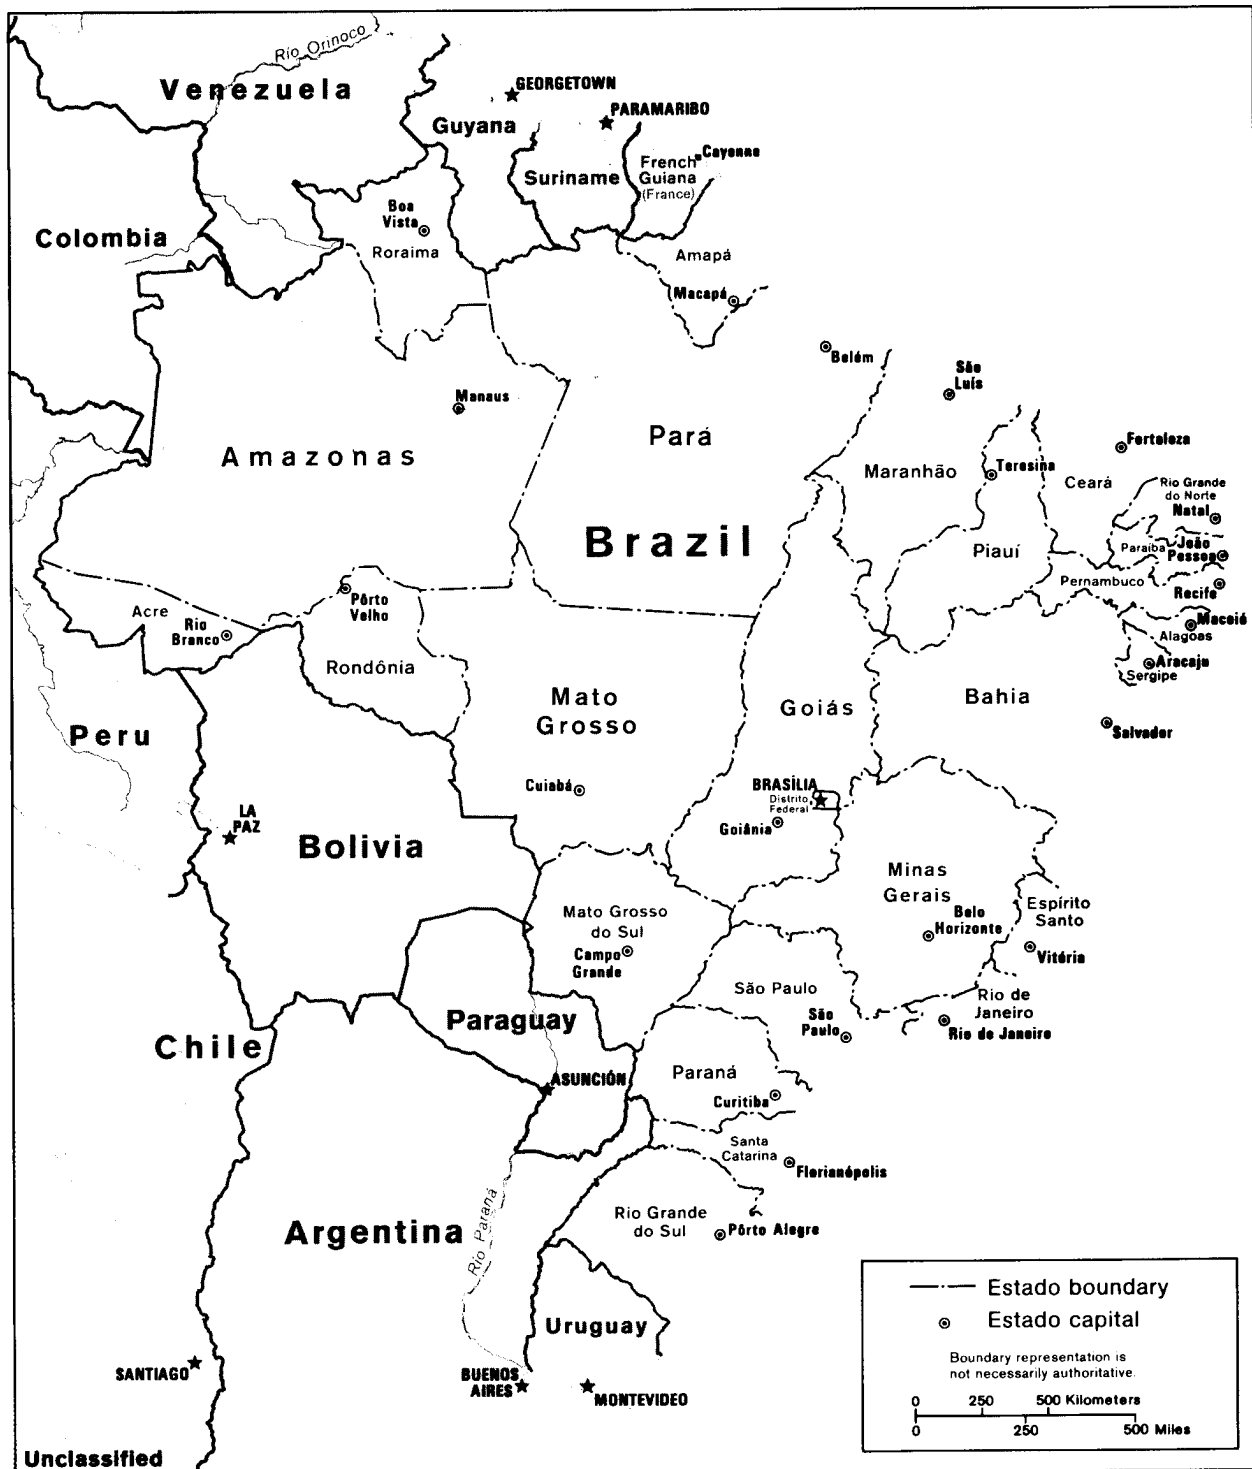 Río Orinoco
Venezuela
GEORGETOWN
PARAMARIBO
Guyana
Cayenne
French
Guiana
(France)
Suriname
Boa
Vista
Roraima
Colombia
Amapá
Macapá
Belém
São
Luís
Manaus
Amazonas
Pará
Maranhão
Teresina
Fortaleza
Ceará
Rio Grande
do Norte
Natal
Brazil
Piauí
Paraíba
João
Pessoa
Pernambuco
Recife
Acre
Rio
Branco
Pôrto
Velho
Maceió
Alagoas
Rondônia
Aracaju
Sergipe
Mato
Grosso
Goiás
Bahia
Peru
Salvador
Cuiabá
BRASÍLIA
Distrito
Federal
LA
PAZ
Goiânia
Bolivia
Minas
Gerais
Belo
Horizonte
Espírito
Santo
Vitória
Mato Grosso
do Sul
Campo
Grande
São Paulo
São
Paulo
Rio de
Janeiro
Rio de Janeiro
Paraguay
Chile
ASUNCIÓN
Paraná
Curitiba
Santa
Catarina
Florianópolis
Río Paraná
Argentina
Rio Grande
do Sul
Pôrto Alegre
Uruguay
SANTIAGO
BUENOS
AIRES
MONTEVIDEO
Estado boundary
Estado capital
Boundary representation is
not necessarily authoritative.
0 250 500 Kilometers
0 250 500 Miles
Unclassified